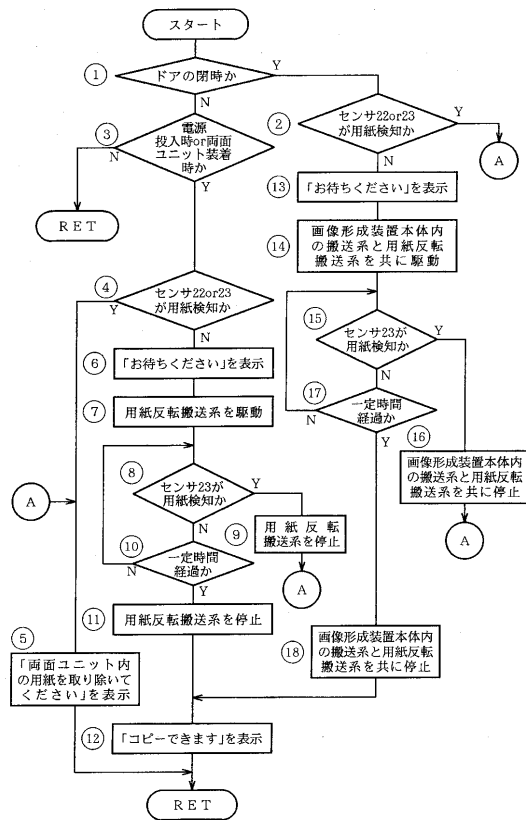 スタート
①
ドアの閉時か
Y
N
②
センサ22or23
が用紙検知か
Y
N
A
③
電源
投入時or両面
ユニット装着
時か
N
Y
RET
⑬
「お待ちください」を表示
⑭
画像形成装置本体内
の搬送系と用紙反転
搬送系を共に駆動
④
センサ22or23
が用紙検知か
Y
N
⑮
センサ23が
用紙検知か
Y
N
⑥
「お待ちください」を表示
⑰
一定時間
経過か
N
Y
⑦
用紙反転搬送系を駆動
⑯
画像形成装置本体内
の搬送系と用紙反転
搬送系を共に停止
A
⑧
センサ23が
用紙検知か
Y
N
A
⑨
用紙反転
搬送系を停止
A
⑩
一定時間
経過か
N
Y
⑪
用紙反転搬送系を停止
⑤
「両面ユニット内
の用紙を取り除いて
ください」を表示
⑱
画像形成装置本体内
の搬送系と用紙反転
搬送系を共に停止
⑫
「コピーできます」を表示
RET